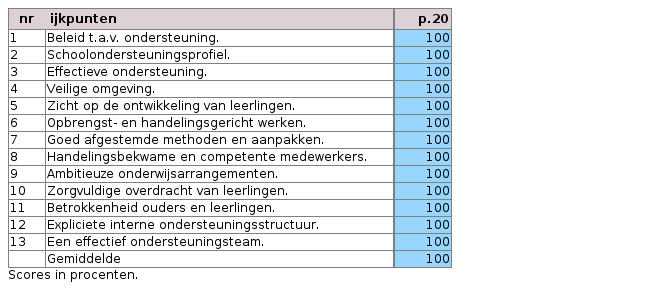 nr ijkpunten p.20
1 Beleid t.a.v. ondersteuning. 100
2 Schoolondersteuningsprofiel. 100
3 Effectieve ondersteuning. 100
4 Veilige omgeving. 100
5 Zicht op de ontwikkeling van leerlingen. 100
6 Opbrengst- en handelingsgericht werken. 100
7 Goed afgestemde methoden en aanpakken. 100
8 Handelingsbekwame en competente medewerkers. 100
9 Ambitieuze onderwijsarrangementen. 100
10 Zorgvuldige overdracht van leerlingen. 100
11 Betrokkenheid ouders en leerlingen. 100
12 Expliciete interne ondersteuningsstructuur. 100
13 Een effectief ondersteuningsteam. 100
Gemiddelde 100
Scores in procenten.